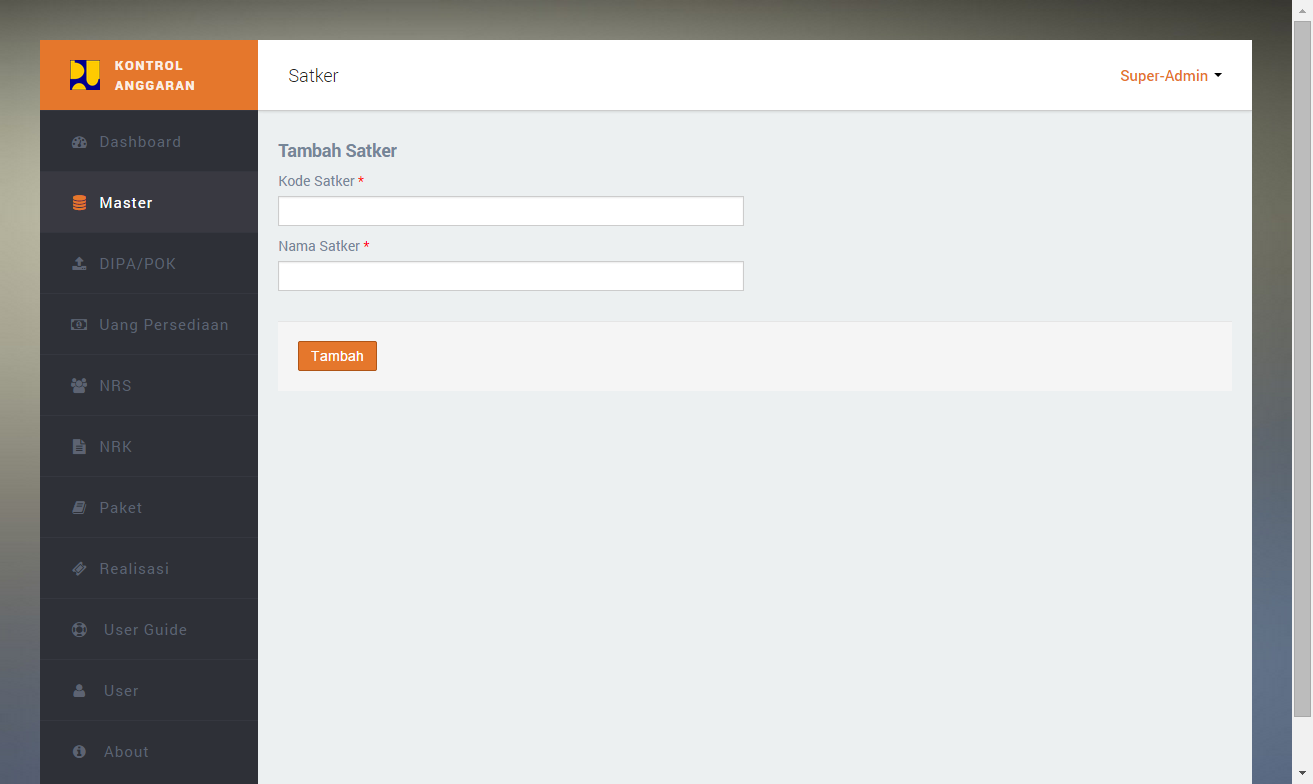 KONTROL
ANGGARAN
Satker
Super-Admin
Dashboard
Master
DIPA/POK
Uang Persediaan
NRS
NRK
Paket
Realisasi
User Guide
User
About
Tambah Satker
Kode Satker *
Nama Satker *
Tambah